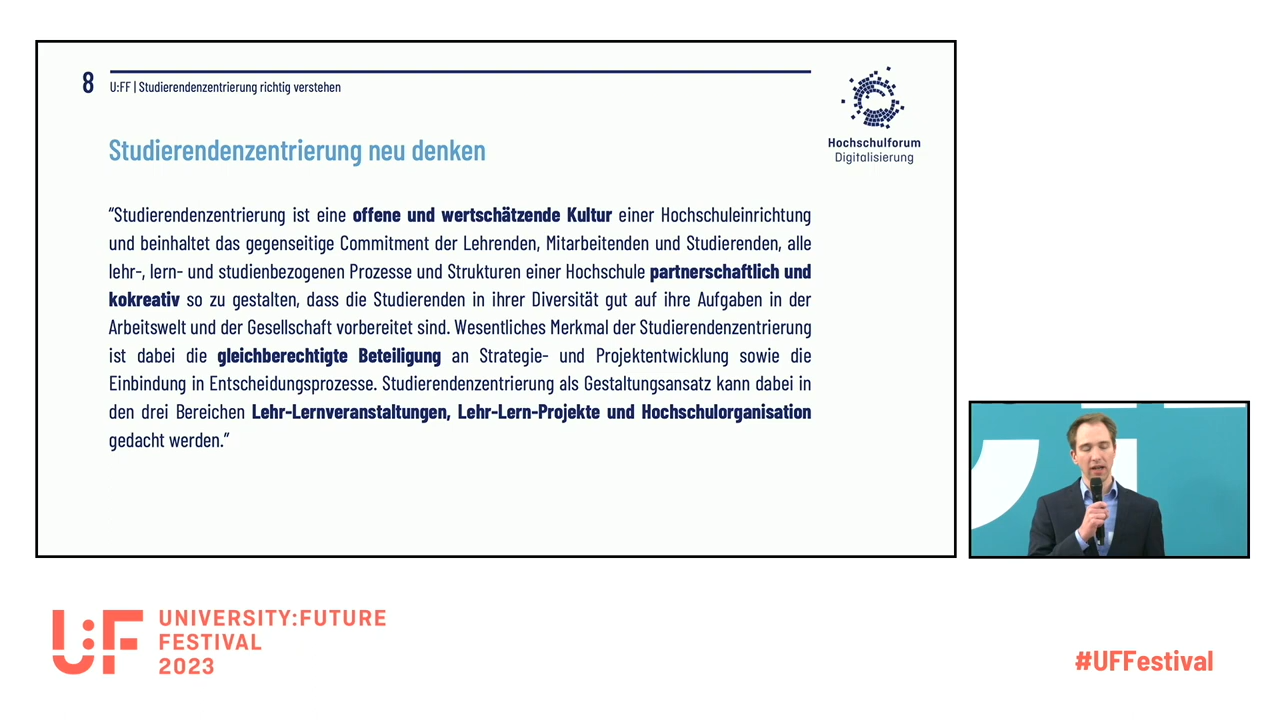 8
U:FF | Studierendenzentrierung richtig verstehen
Hochschulforum
Digitalisierung
Studierendenzentrierung neu denken
“Studierendenzentrierung ist eine offene und wertschätzende Kultur einer Hochschuleinrichtung
und beinhaltet das gegenseitige Commitment der Lehrenden, Mitarbeitenden und Studierenden, alle
lehr-, lern- und studienbezogenen Prozesse und Strukturen einer Hochschule partnerschaftlich und
kokreativ so zu gestalten, dass die Studierenden in ihrer Diversität gut auf ihre Aufgaben in der
Arbeitswelt und der Gesellschaft vorbereitet sind. Wesentliches Merkmal der Studierendenzentrierung
ist dabei die gleichberechtigte Beteiligung an Strategie- und Projektentwicklung sowie die
Einbindung in Entscheidungsprozesse. Studierendenzentrierung als Gestaltungsansatz kann dabei in
den drei Bereichen Lehr-Lernveranstaltungen, Lehr-Lern-Projekte und Hochschulorganisation
gedacht werden.”
U:F
UNIVERSITY:FUTURE
FESTIVAL
2023
#UFFestival